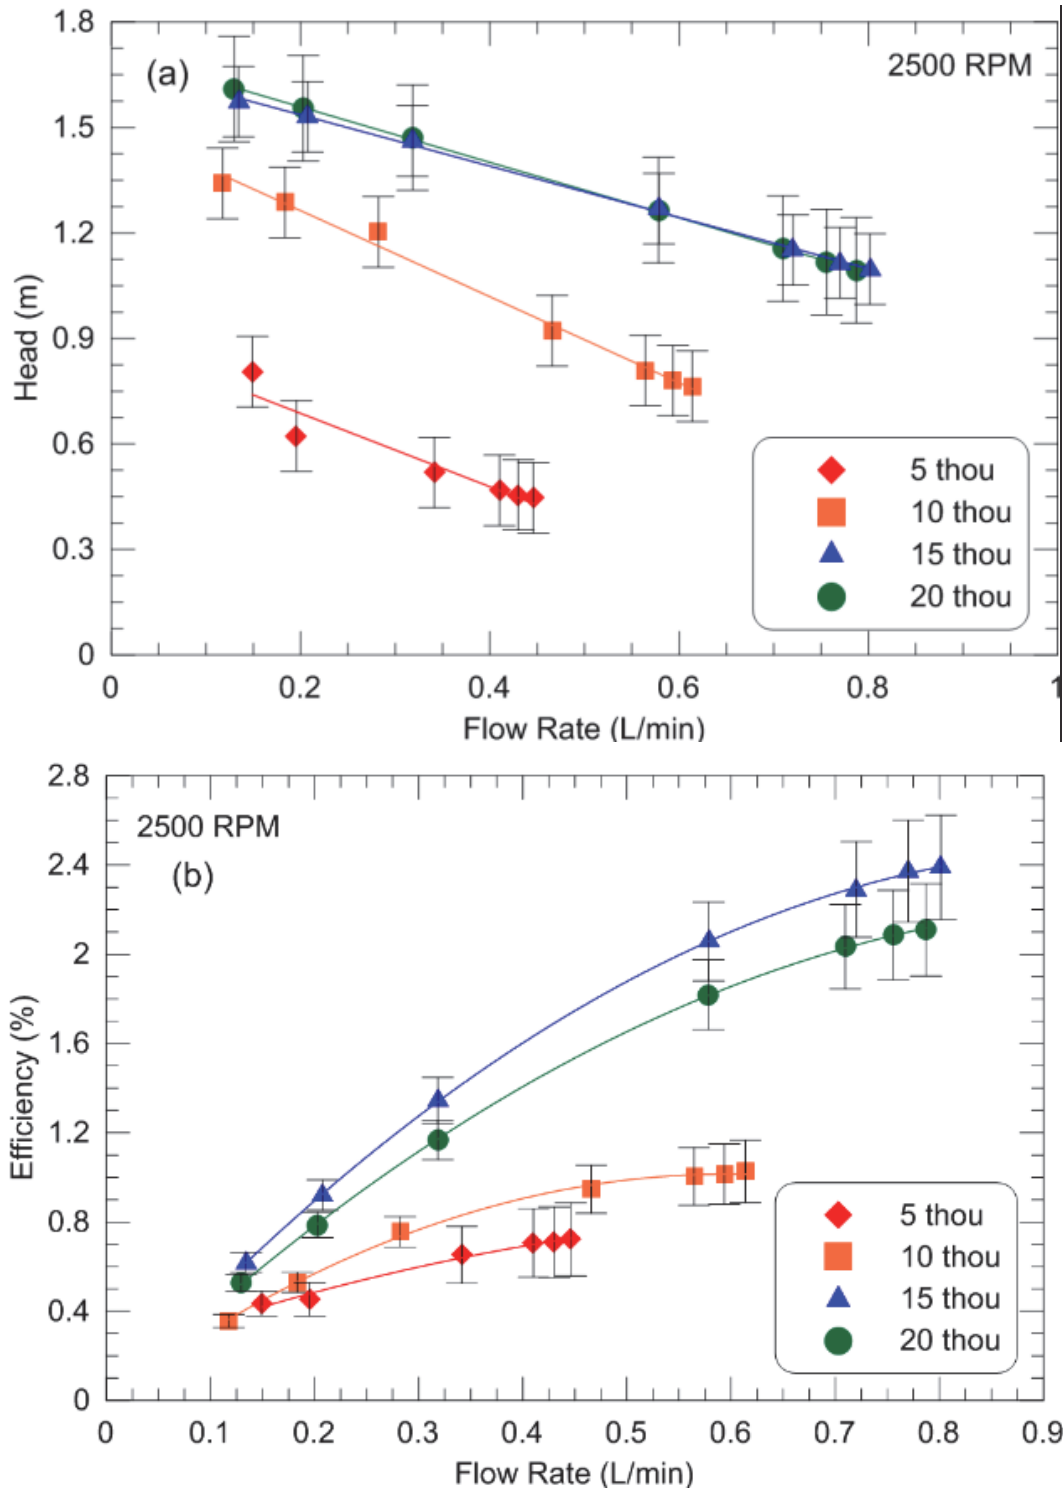 1.8
(a)
2500 RPM
1.5
1.2
Head (m)
0.9
0.6
0.3
0
5 thou
10 thou
15 thou
20 thou
0 0.2 0.4 0.6 0.8 1
Flow Rate (L/min)
2.8
2500 RPM
(b)
2.4
2
1.6
Efficiency (%)
1.2
0.8
0.4
0
5 thou
10 thou
15 thou
20 thou
0 0.1 0.2 0.3 0.4 0.5 0.6 0.7 0.8 0.9
Flow Rate (L/min)